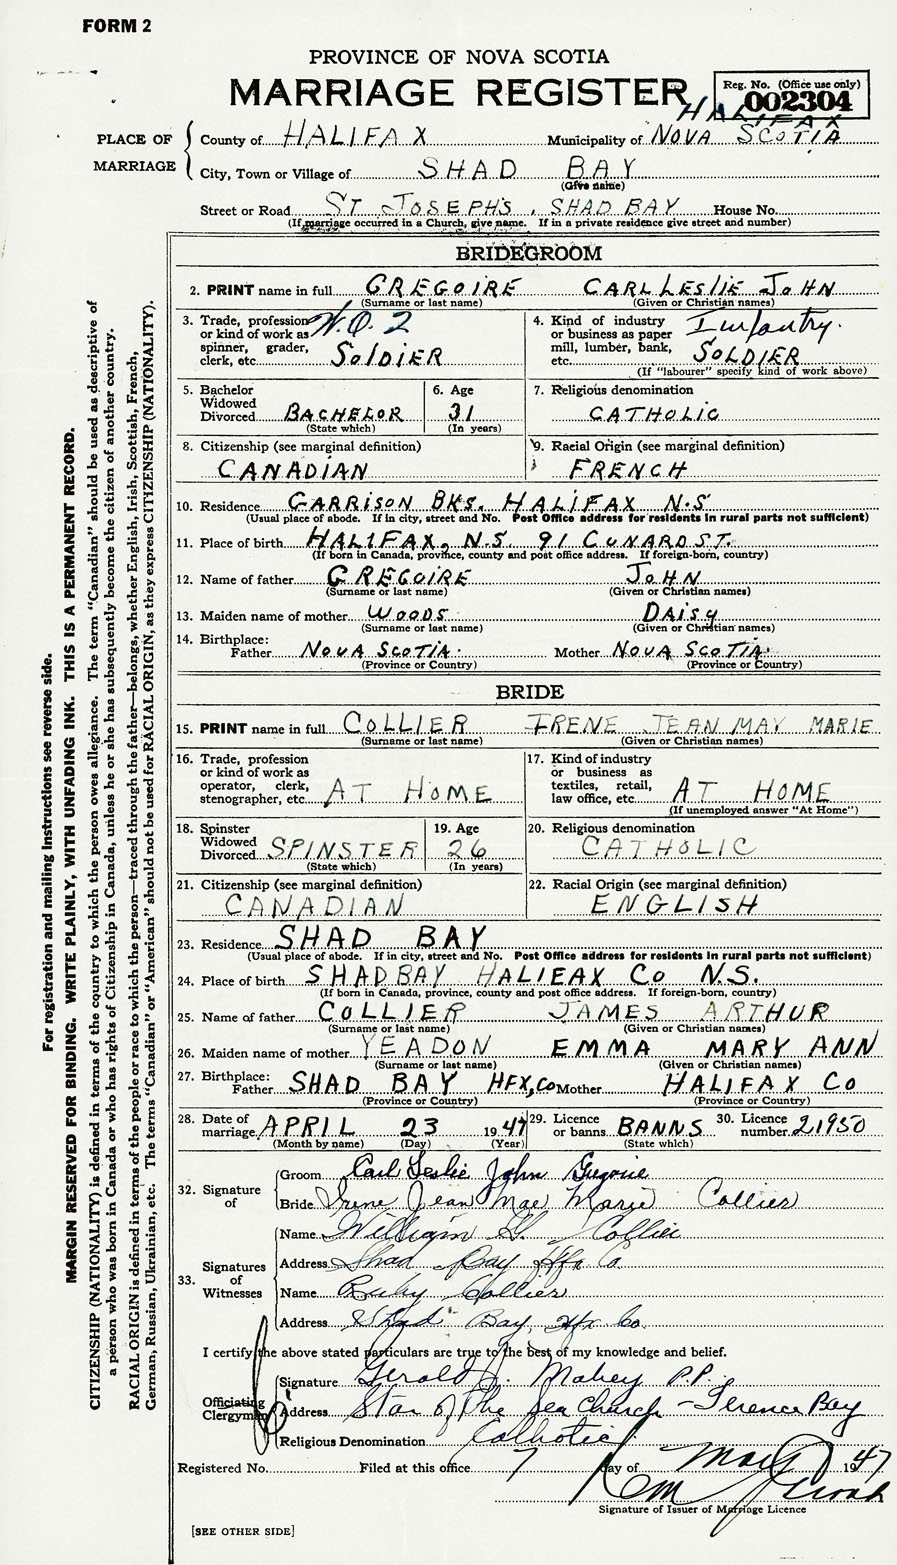 FORM 2
PROVINCE OF NOVA SCOTIA
MARRIAGE REGISTER
Reg. No. (Office use only)
002304
HALIFAX
PLACE OF MARRIAGE
County of HALIFAX Municipality of NOVA SCOTIA
City, Town or Village of SHAD BAY
(Give name)
Street or Road ST JOSEPH'S, SHAD BAY House No.
(If marriage occurred in a Church, give name. If in a private residence give street and number)
BRIDEGROOM
2. PRINT name in full GREGOIRE CARL LESLIE JOHN
(Surname or last name) (Given or Christian names)
3. Trade, profession or kind of work as spinner, grader, clerk, etc. W.O.2 SOLDIER
4. Kind of industry or business as paper mill, lumber, bank, etc. Infantry. SOLDIER
(If "labourer" specify kind of work above)
5. Bachelor Widowed Divorced BACHELOR
(State which)
6. Age 31
(In years)
7. Religious denomination
CATHOLIC
8. Citizenship (see marginal definition)
CANADIAN
9. Racial Origin (see marginal definition)
FRENCH
10. Residence GARRISON BKS. HALIFAX N.S
(Usual place of abode. If in city, street and No. Post Office address for residents in rural parts not sufficient)
11. Place of birth HALIFAX, N.S 91 CUNARD ST.
(If born in Canada, province, county and post office address. If foreign-born, country)
12. Name of father GREGOIRE JOHN
(Surname or last name) (Given or Christian names)
13. Maiden name of mother WOODS DAISY
(Surname or last name) (Given or Christian names)
14. Birthplace:
Father NOVA SCOTIA. Mother NOVA SCOTIA.
(Province or Country) (Province or Country)
BRIDE
15. PRINT name in full COLLIER IRENE JEAN MAY MARIE
(Surname or last name) (Given or Christian names)
16. Trade, profession or kind of work as operator, clerk, stenographer, etc. AT HOME
17. Kind of industry or business as textiles, retail, law office, etc. AT HOME
(If unemployed answer "At Home")
18. Spinster Widowed Divorced SPINSTER
(State which)
19. Age 26
(In years)
20. Religious denomination
CATHOLIC
21. Citizenship (see marginal definition)
CANADIAN
22. Racial Origin (see marginal definition)
ENGLISH
23. Residence SHAD BAY
(Usual place of abode. If in city, street and No. Post Office address for residents in rural parts not sufficient)
24. Place of birth SHAD BAY HALIFAX CO N.S.
(If born in Canada, province, county and post office address. If foreign-born, country)
25. Name of father COLLIER JAMES ARTHUR
(Surname or last name) (Given or Christian names)
26. Maiden name of mother YEADON EMMA MARY ANN
(Surname or last name) (Given or Christian names)
27. Birthplace:
Father SHAD BAY HFX, CO Mother HALIFAX CO
(Province or Country) (Province or Country)
28. Date of marriage APRIL 23 1947
(Month by name) (Day) (Year)
29. Licence or banns BANNS
(State which)
30. Licence number 21950
32. Signature of
Groom Carl Leslie John Gregoire
Bride Irene Jean Mae Marie Collier
33. Signatures of Witnesses
Name William G. Collier
Address Shad Bay Hfx Co.
Name Ruby Collier
Address Shad Bay, Hfx Co.
I certify the above stated particulars are true to the best of my knowledge and belief.
Officiating Clergyman
Signature Gerald J. Mahey P.P.
Address Star of the Sea Church - Terence Bay
Religious Denomination Catholic
Registered No. Filed at this office 7 day of May 1947
Signature of Issuer of Marriage Licence
[SEE OTHER SIDE]
For registration and mailing instructions see reverse side.
MARGIN RESERVED FOR BINDING. WRITE PLAINLY, WITH UNFADING INK. THIS IS A PERMANENT RECORD.
CITIZENSHIP (NATIONALITY) is defined in terms of the country to which the person owes allegiance. The term "Canadian" should be used as descriptive of
a person who was born in Canada or who has rights of Citizenship in Canada, unless he or she has subsequently become the citizen of another country.
RACIAL ORIGIN is defined in terms of the people or race to which the person—traced through the father—belongs, whether English, Irish, Scottish, French,
German, Russian, Ukrainian, etc. The terms "Canadian" or "American" should not be used for RACIAL ORIGIN, as they express CITIZENSHIP (NATIONALITY).